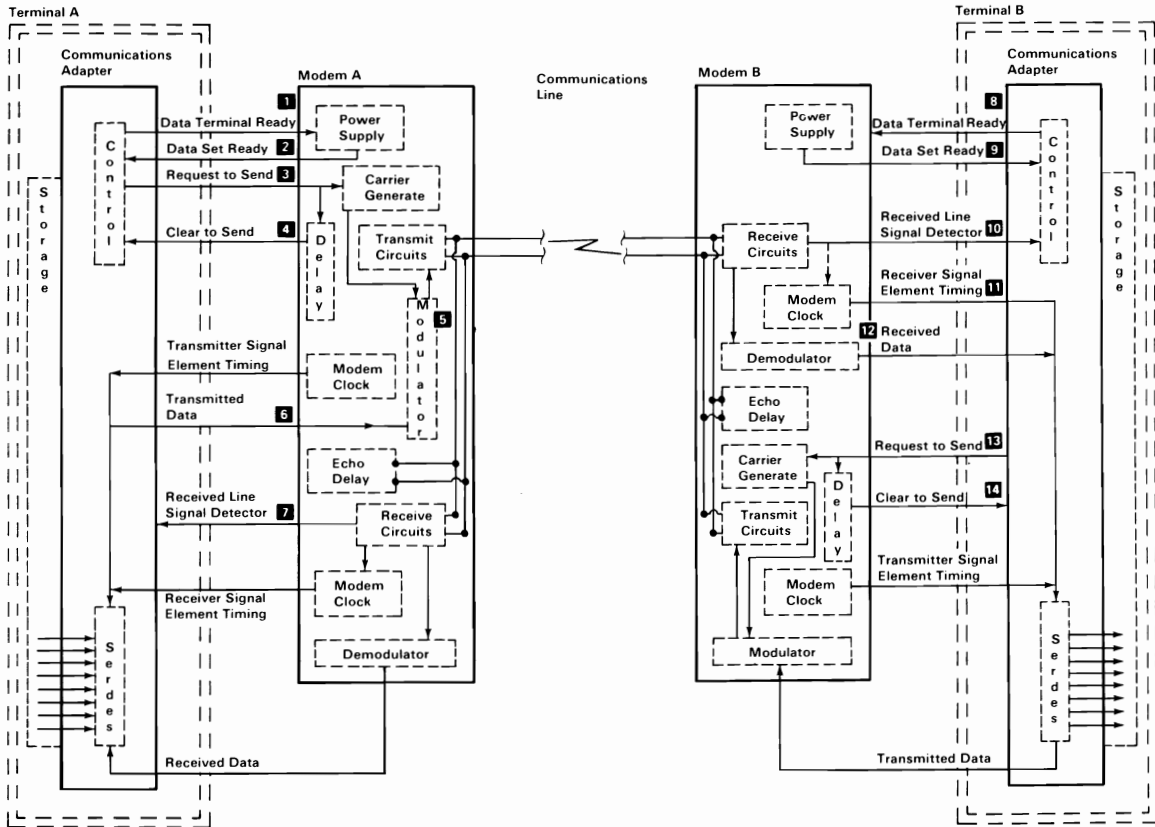 Terminal A
Communications
Adapter
Storage
Control
Serdes
Modem A
1
Data Terminal Ready
Power
Supply
Data Set Ready 2
Request to Send 3
Carrier
Generate
Clear to Send 4
Delay
Transmit
Circuits
Modulator
5
Transmitter Signal
Element Timing
Modem
Clock
Transmitted
Data 6
Echo
Delay
Received Line
Signal Detector 7
Receive
Circuits
Receiver Signal
Element Timing
Modem
Clock
Demodulator
Received Data
Communications
Line
Modem B
Power
Supply
Receive
Circuits
Modem
Clock
Demodulator
Echo
Delay
Carrier
Generate
Delay
Transmit
Circuits
Modem
Clock
Modulator
Terminal B
Communications
Adapter
8
Data Terminal Ready
Data Set Ready 9
Received Line
Signal Detector 10
Receiver Signal
Element Timing 11
12 Received
Data
Request to Send 13
Clear to Send 14
Transmitter Signal
Element Timing
Transmitted Data
Control
Storage
Serdes